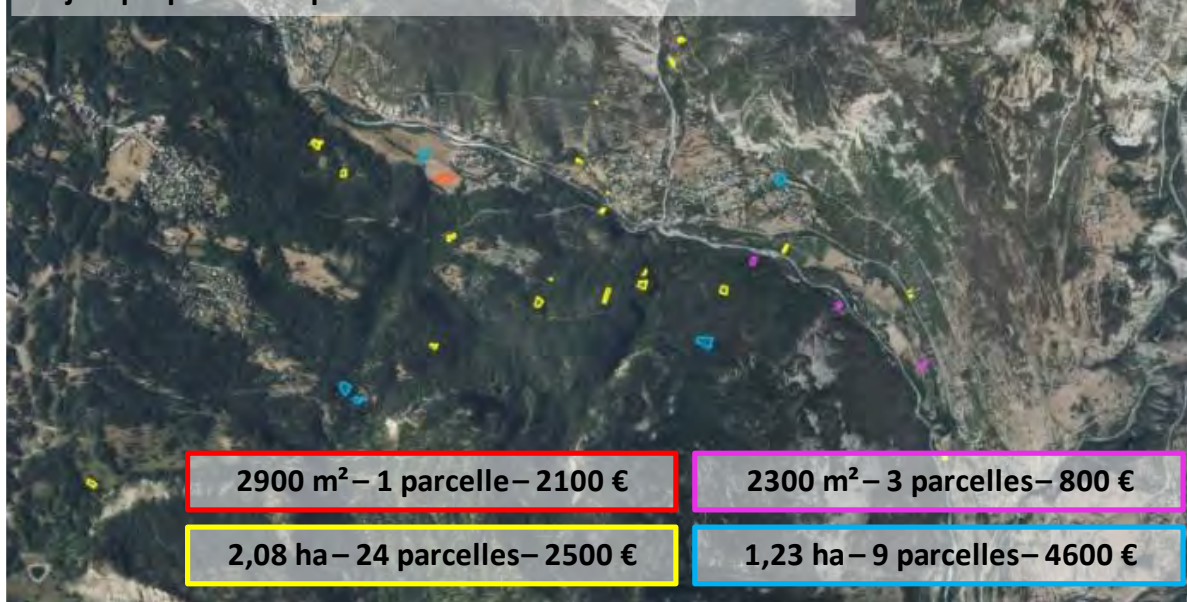 2900 m² – 1 parcelle – 2100 €
2300 m² – 3 parcelles – 800 €
2,08 ha – 24 parcelles – 2500 €
1,23 ha – 9 parcelles – 4600 €